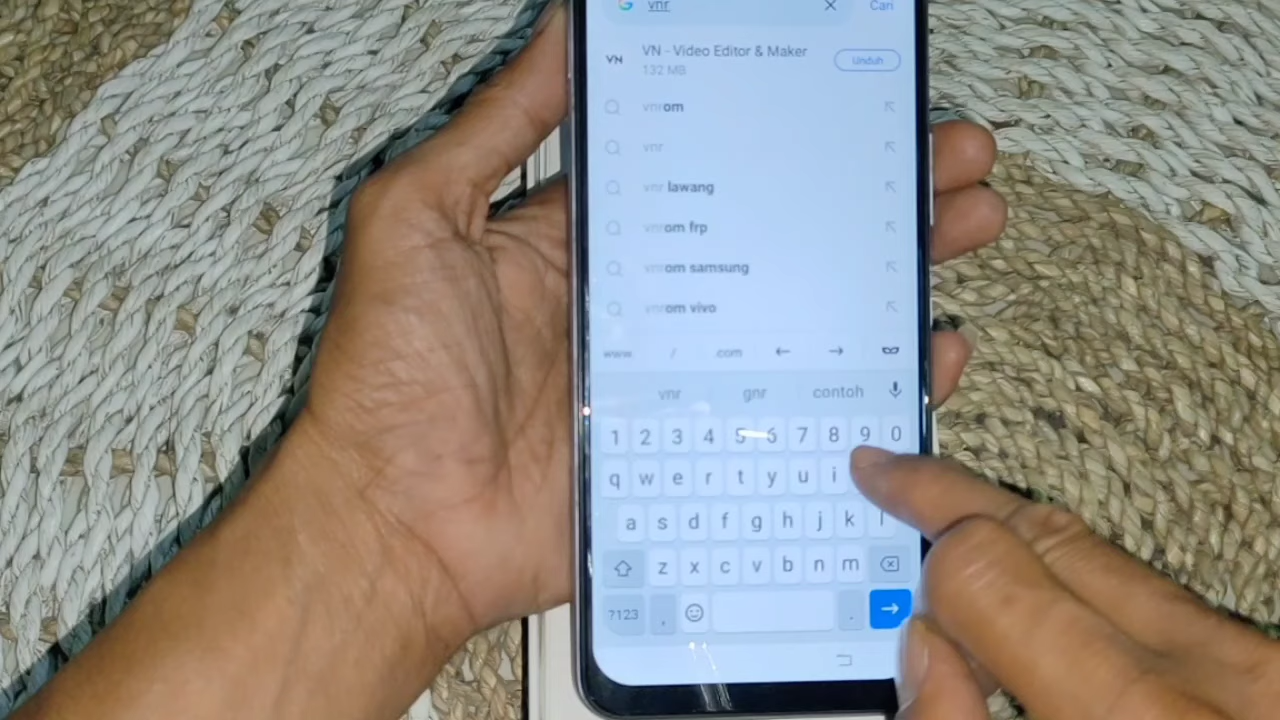 vnr Cari
VN VN - Video Editor & Maker Unduh
132 MB
vnrom
vnr
vnr lawang
vnrom frp
vnrom samsung
vnrom vivo
www. / .com ← →
vnr gnr contoh
1 2 3 4 5 6 7 8 9 0
q w e r t y u i
a s d f g h j k l
z x c v b n m
?123 , .